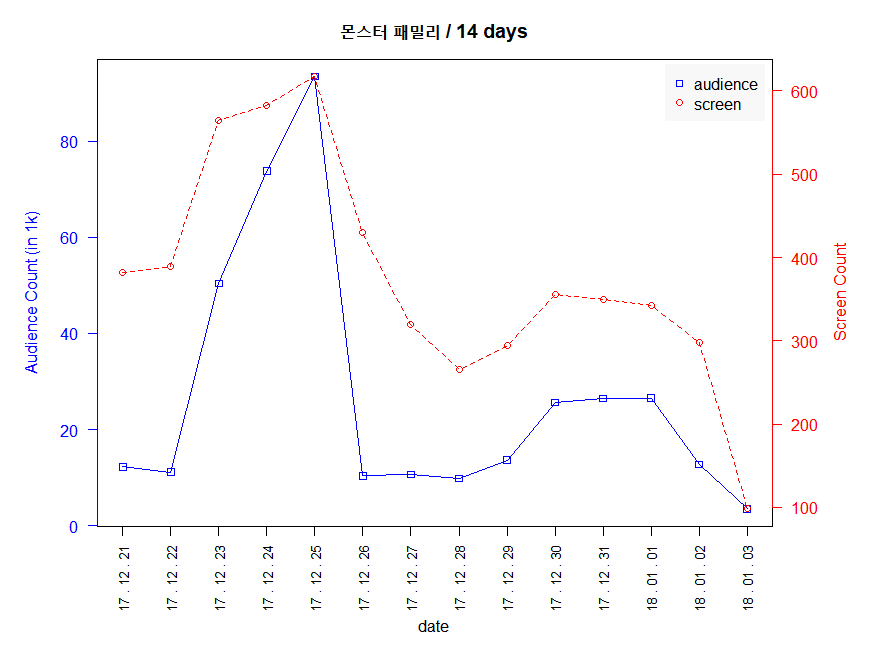 몬스터 패밀리 / 14 days
audience
screen
Audience Count (in 1k)
80
60
40
20
0
600
500
400
300
200
100
Screen Count
17 . 12 . 21
17 . 12 . 22
17 . 12 . 23
17 . 12 . 24
17 . 12 . 25
17 . 12 . 26
17 . 12 . 27
17 . 12 . 28
17 . 12 . 29
17 . 12 . 30
17 . 12 . 31
18 . 01 . 01
18 . 01 . 02
18 . 01 . 03
date